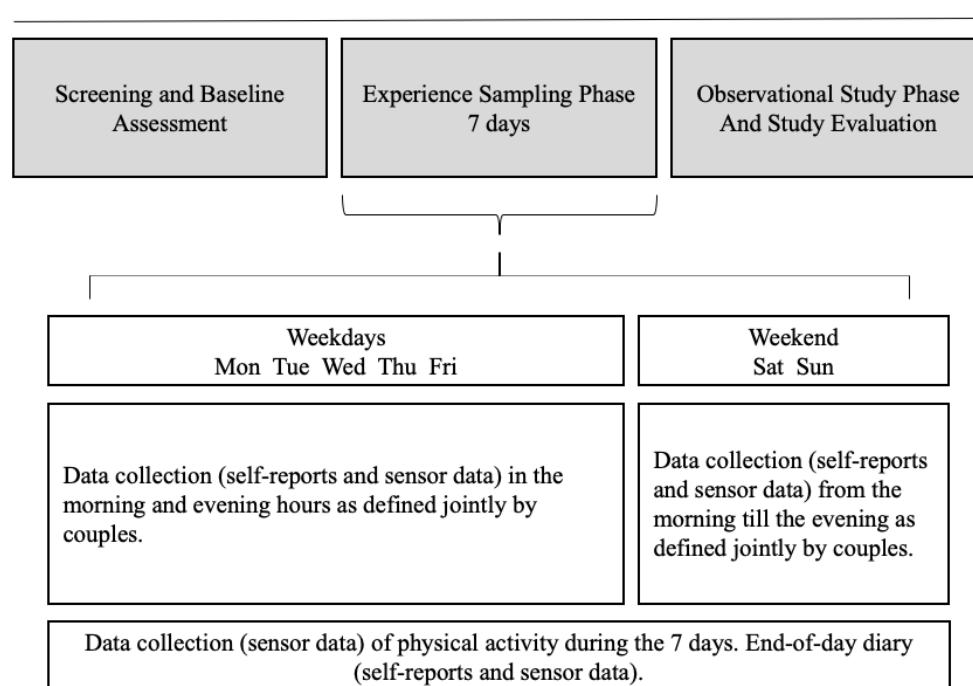 Screening and Baseline
Assessment
Experience Sampling Phase
7 days
Observational Study Phase
And Study Evaluation
Weekdays
Mon Tue Wed Thu Fri
Weekend
Sat Sun
Data collection (self-reports and sensor data) in the
morning and evening hours as defined jointly by
couples.
Data collection (self-reports
and sensor data) from the
morning till the evening as
defined jointly by couples.
Data collection (sensor data) of physical activity during the 7 days. End-of-day diary
(self-reports and sensor data).